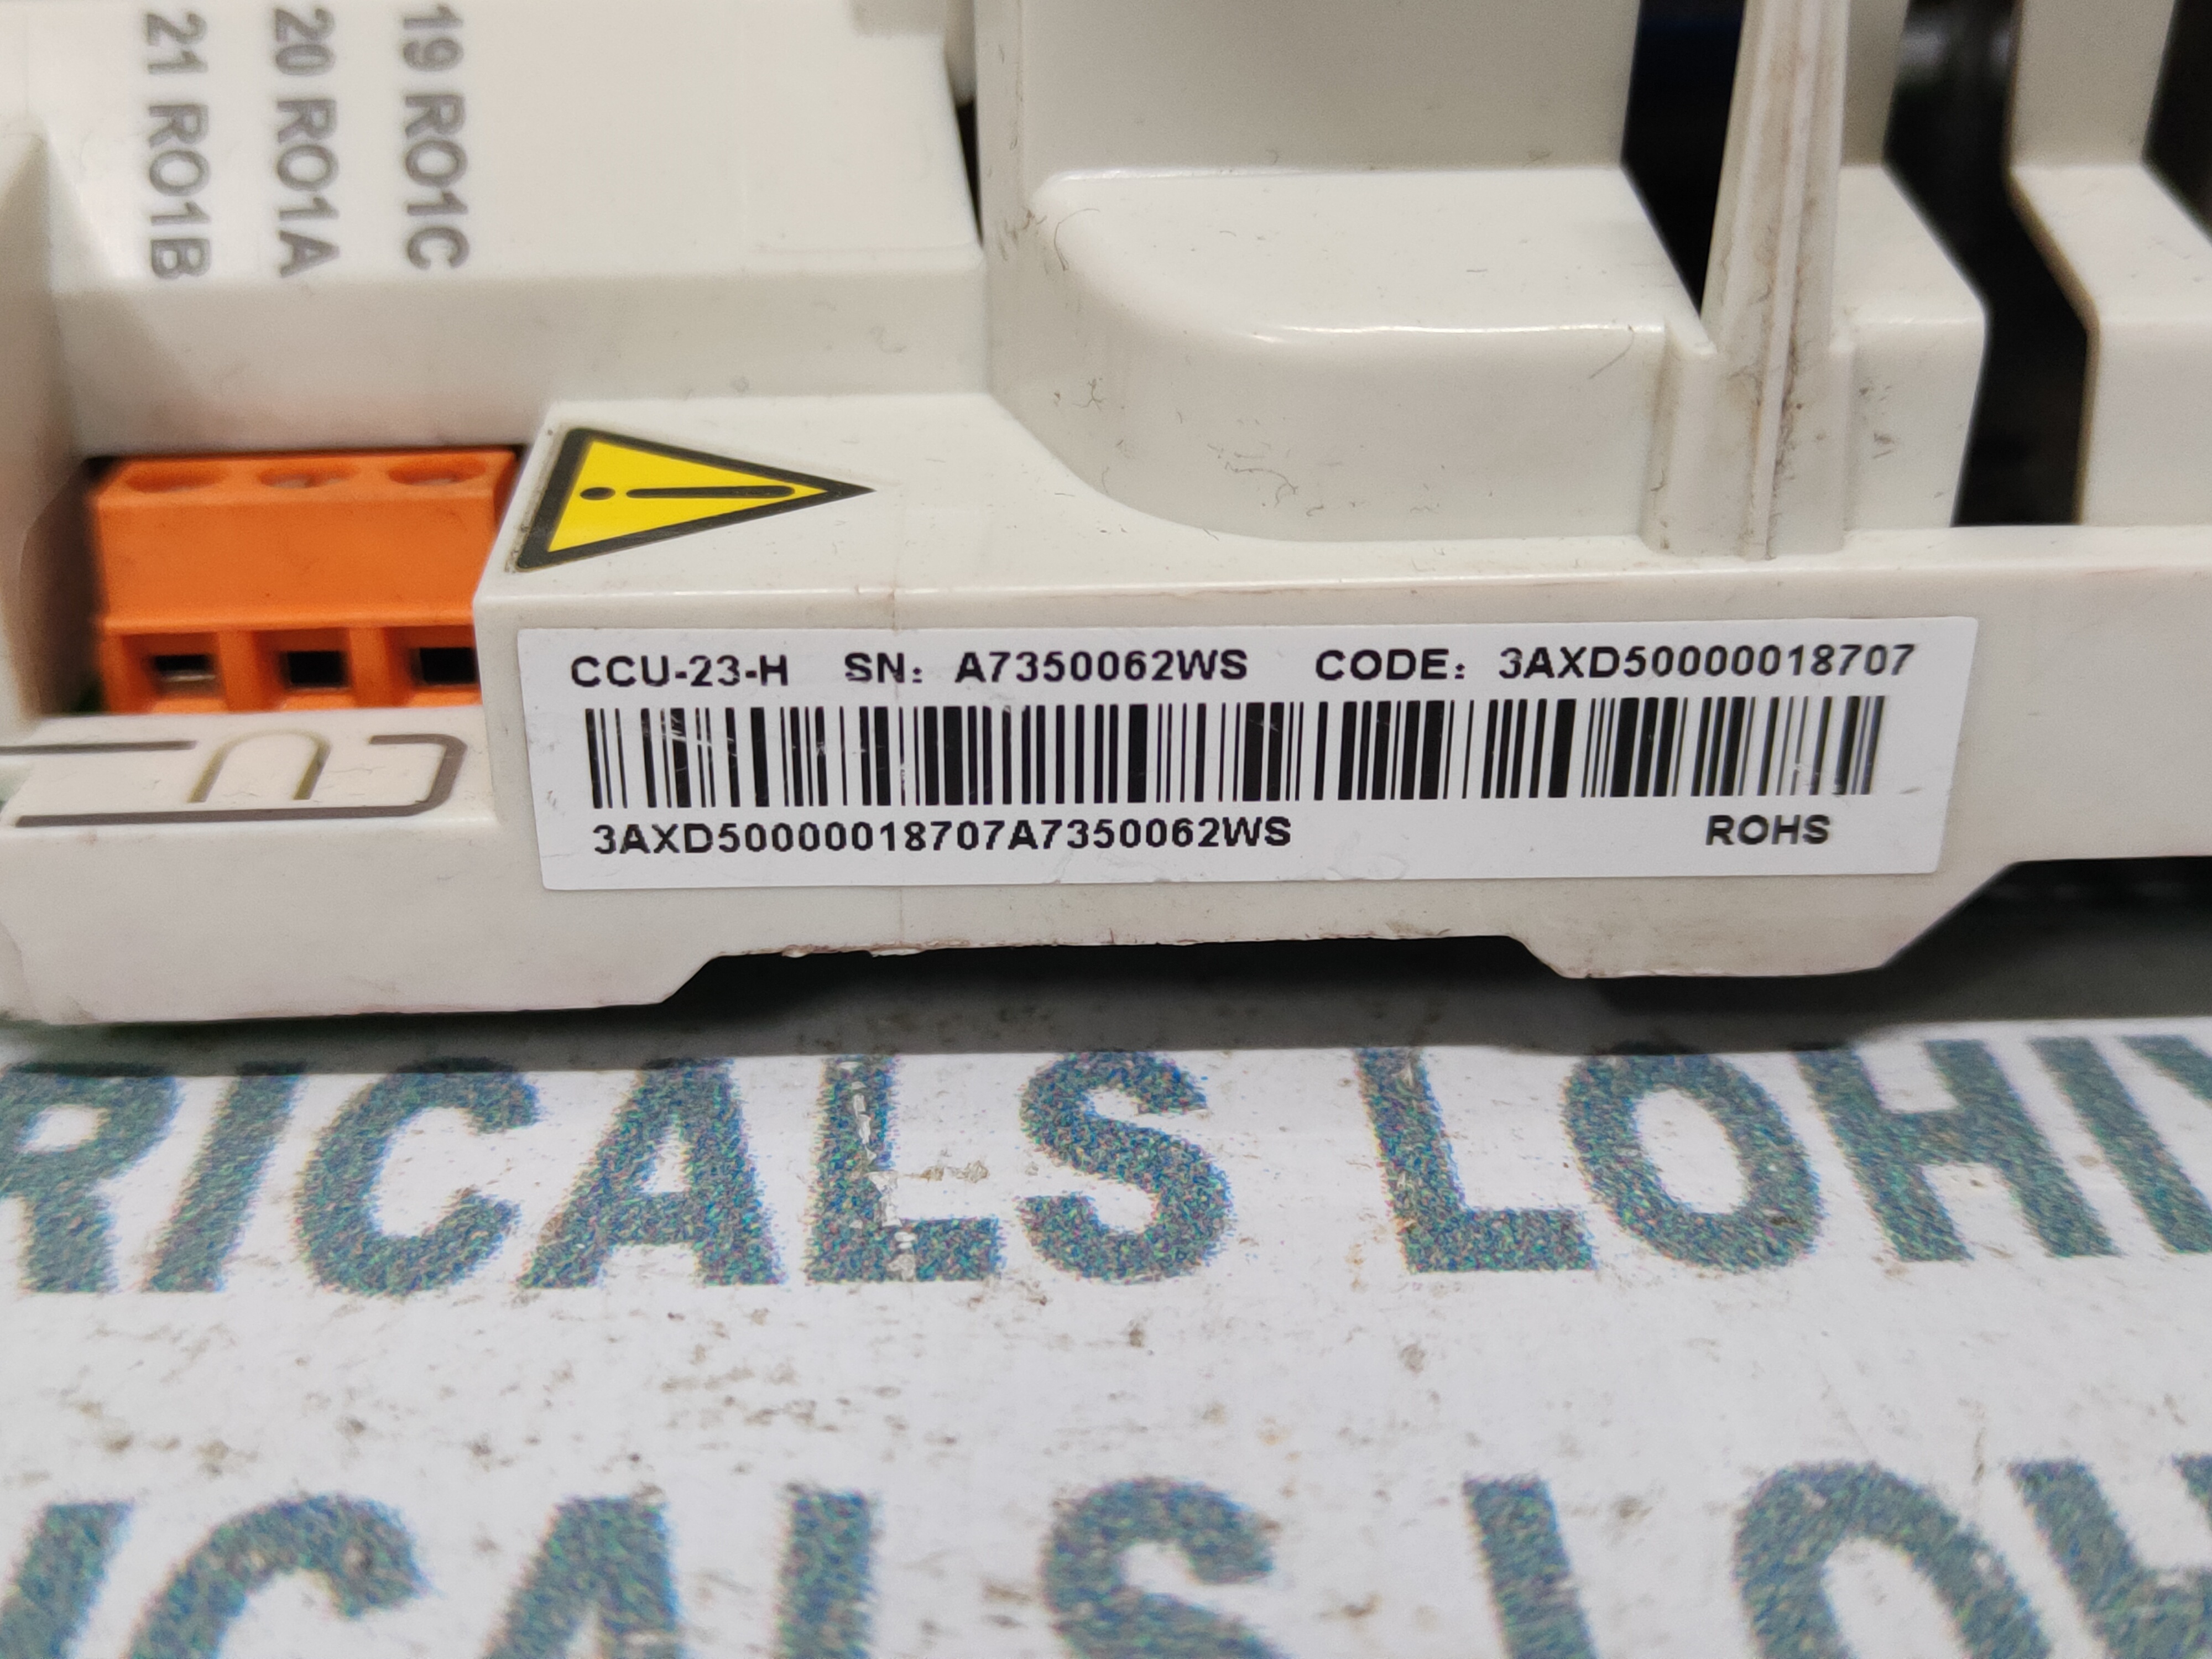 19 RO1C
20 RO1A
21 RO1B
CCU-23-H SN: A7350062WS CODE: 3AXD50000018707
3AXD50000018707A7350062WS
ROHS
RICALS LOHI
ICALS LOH